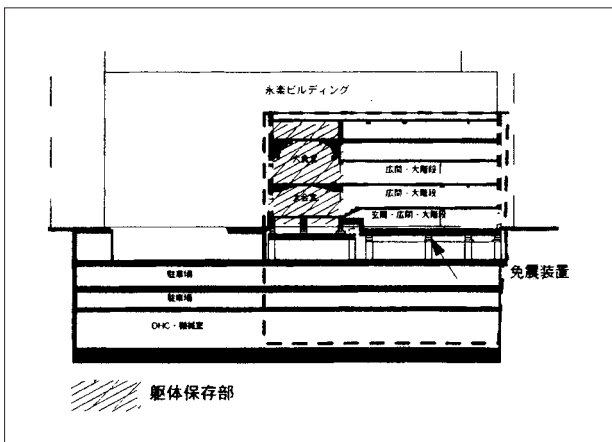 永楽ビルディング
大食堂
広間・大階段
大会堂
広間・大階段
玄関・広間・大階段
免震装置
駐車場
駐車場
DHC・機械室
躯体保存部